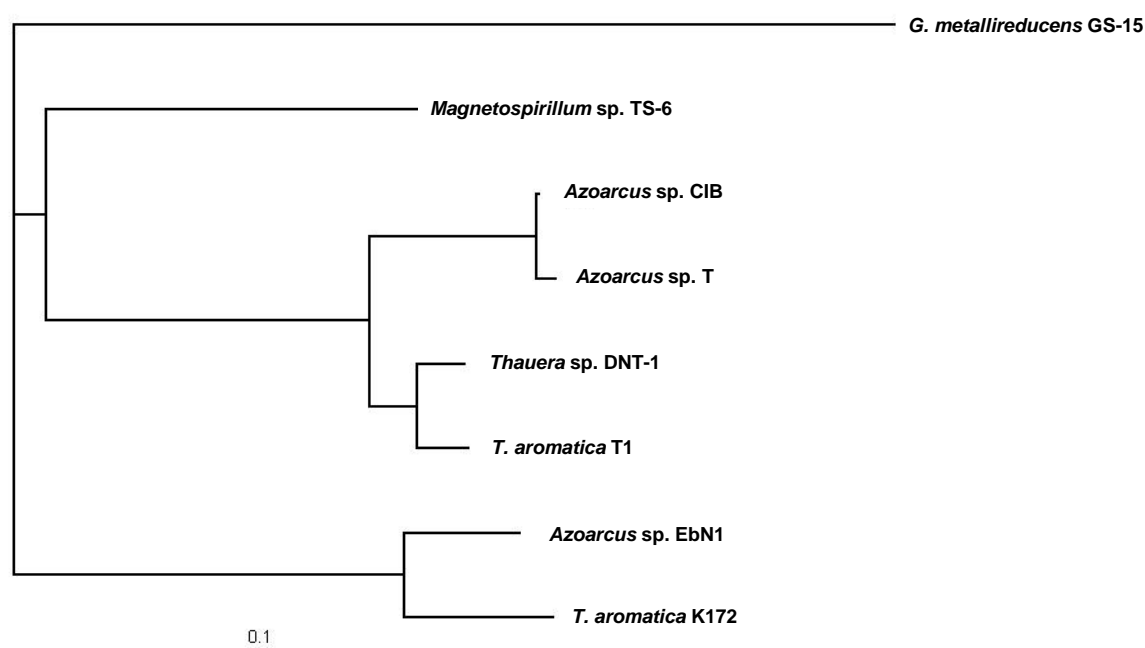 G. metallireducens GS-15
Magnetospirillum sp. TS-6
Azoarcus sp. CIB
Azoarcus sp. T
Thauera sp. DNT-1
T. aromatica T1
Azoarcus sp. EbN1
T. aromatica K172
0.1